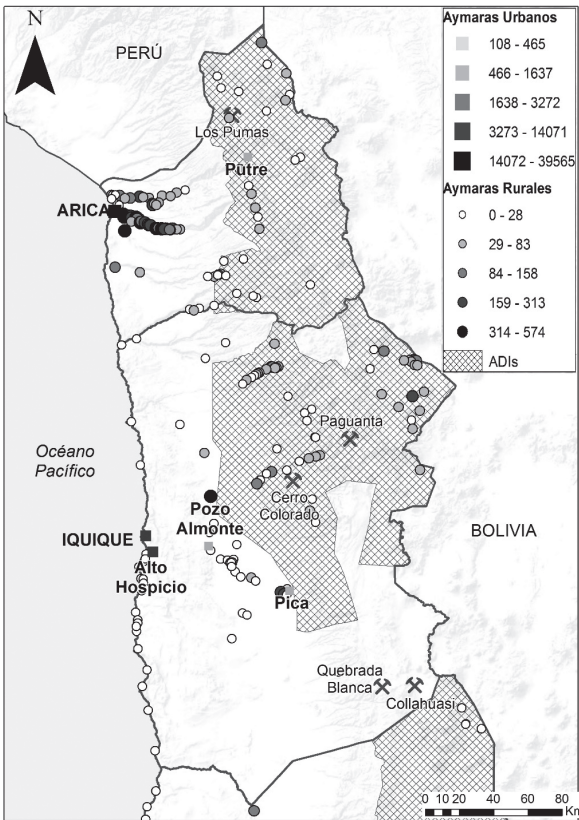 N
PERÚ
Los Pumas
Putre
ARICA
Océano
Pacífico
Paguanta
Cerro
Colorado
Pozo
Almonte
IQUIQUE
Alto
Hospicio
Pica
BOLIVIA
Quebrada
Blanca
Collahuasi
Aymaras Urbanos
108 - 465
466 - 1637
1638 - 3272
3273 - 14071
14072 - 39565
Aymaras Rurales
0 - 28
29 - 83
84 - 158
159 - 313
314 - 574
ADIs
0 10 20 40 60 80
Km